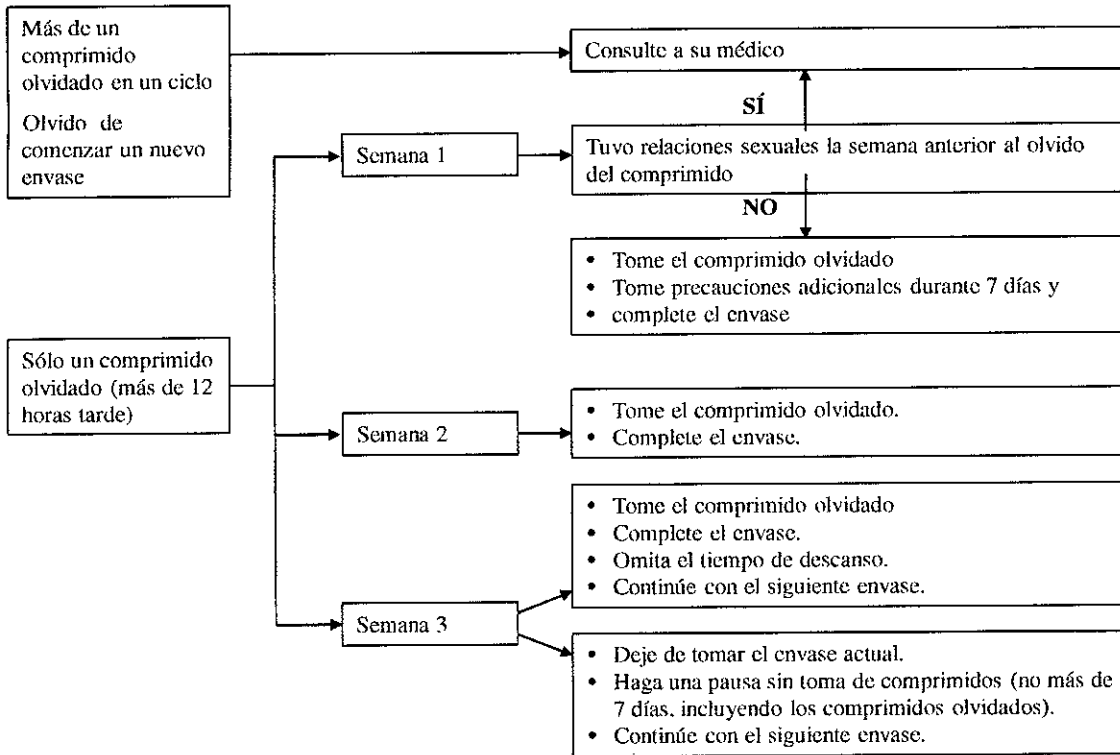 Más de un
comprimido
olvidado en un ciclo
Olvido de
comenzar un nuevo
envase
Consulte a su médico
SÍ
Semana 1
Tuvo relaciones sexuales la semana anterior al olvido
del comprimido
NO
• Tome el comprimido olvidado
• Tome precauciones adicionales durante 7 días y
• complete el envase
Sólo un comprimido
olvidado (más de 12
horas tarde)
Semana 2
• Tome el comprimido olvidado.
• Complete el envase.
• Tome el comprimido olvidado
• Complete el envase.
• Omita el tiempo de descanso.
• Continúe con el siguiente envase.
Semana 3
• Deje de tomar el envase actual.
• Haga una pausa sin toma de comprimidos (no más de
7 días, incluyendo los comprimidos olvidados).
• Continúe con el siguiente envase.